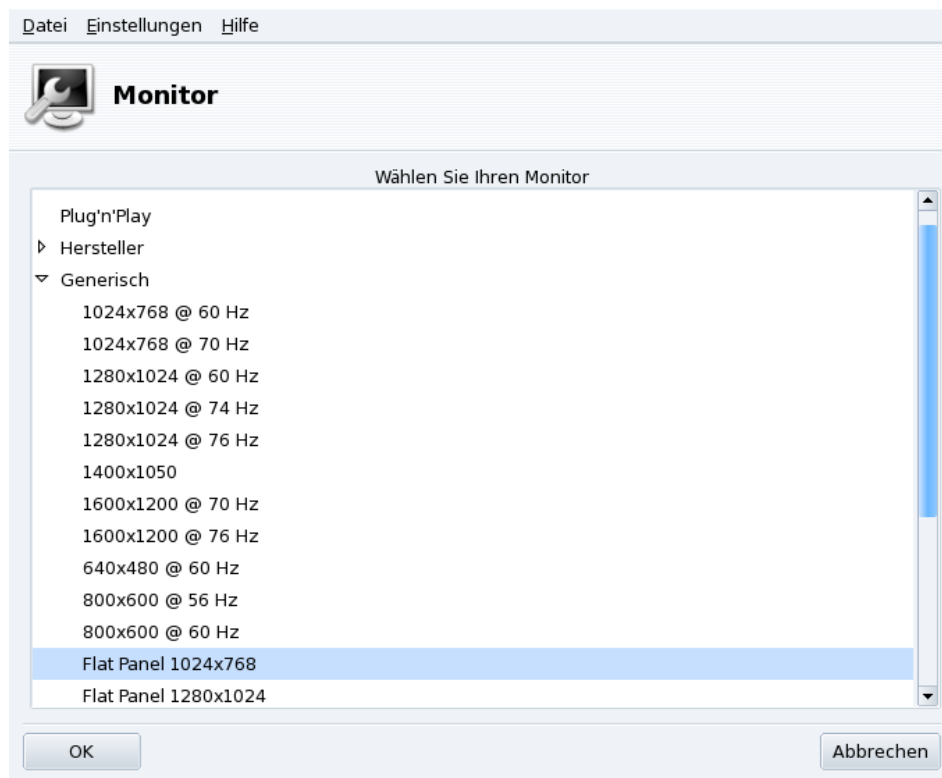 Datei Einstellungen Hilfe
Monitor
Wählen Sie Ihren Monitor
Plug'n'Play
Hersteller
Generisch
1024x768 @ 60 Hz
1024x768 @ 70 Hz
1280x1024 @ 60 Hz
1280x1024 @ 74 Hz
1280x1024 @ 76 Hz
1400x1050
1600x1200 @ 70 Hz
1600x1200 @ 76 Hz
640x480 @ 60 Hz
800x600 @ 56 Hz
800x600 @ 60 Hz
Flat Panel 1024x768
Flat Panel 1280x1024
OK Abbrechen